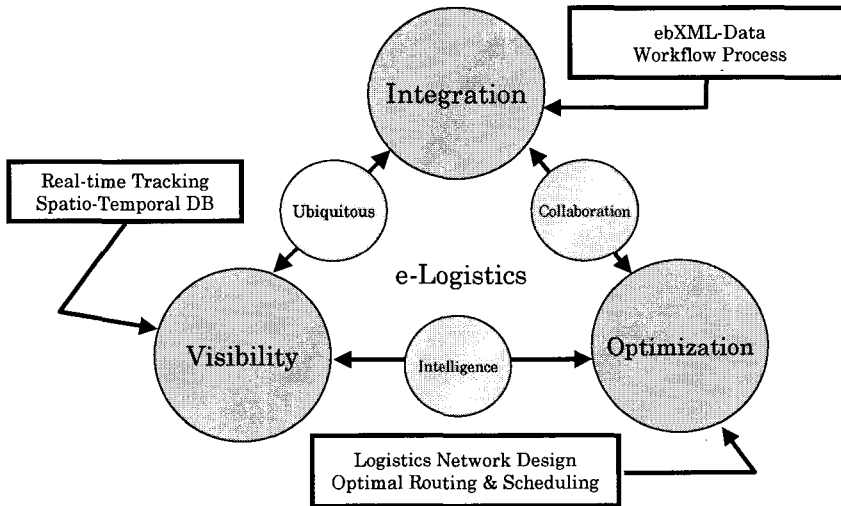 ebXML-Data
Workflow Process
Integration
Real-time Tracking
Spatio-Temporal DB
Ubiquitous
Collaboration
e-Logistics
Visibility
Intelligence
Optimization
Logistics Network Design
Optimal Routing & Scheduling